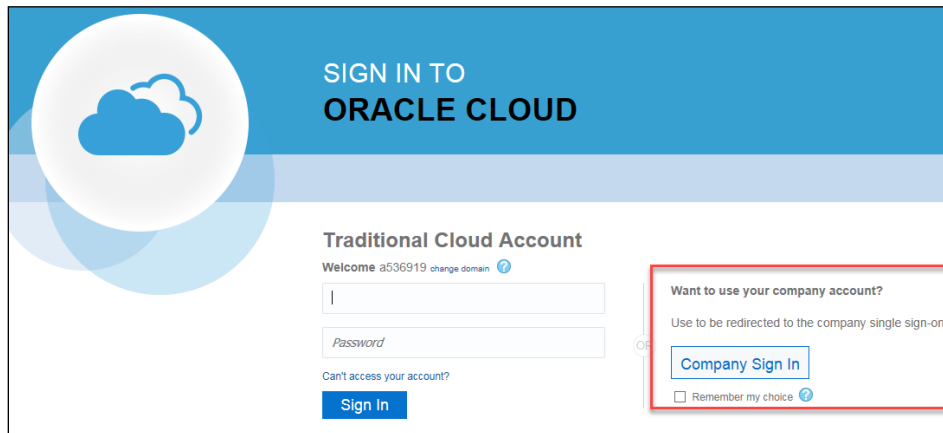 SIGN IN TO
ORACLE CLOUD
Traditional Cloud Account
Welcome a536919 change domain ?
Password
Can't access your account?
Sign In
OR
Want to use your company account?
Use to be redirected to the company single sign-on
Company Sign In
Remember my choice ?